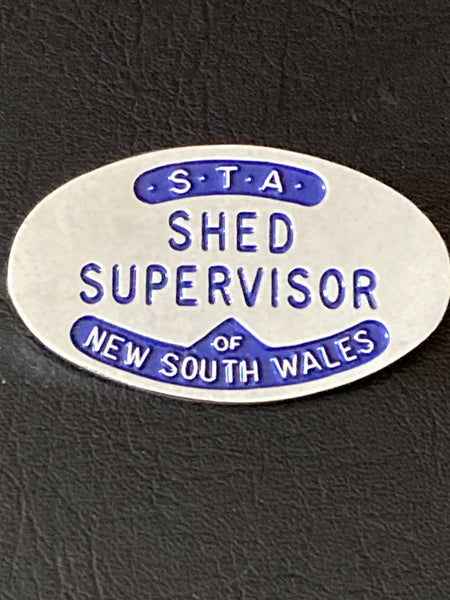 ·S·T·A·
SHED
SUPERVISOR
OF
NEW SOUTH WALES